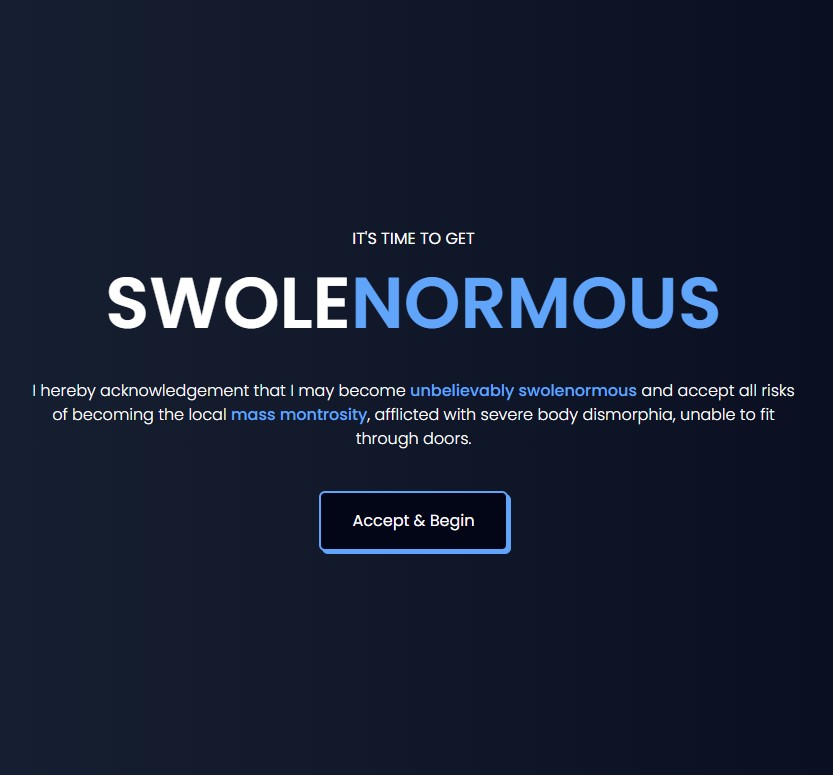 IT'S TIME TO GET
SWOLENORMOUS
I hereby acknowledgement that I may become unbelievably swolenormous and accept all risks
of becoming the local mass montrosity, afflicted with severe body dismorphia, unable to fit
through doors.
Accept & Begin